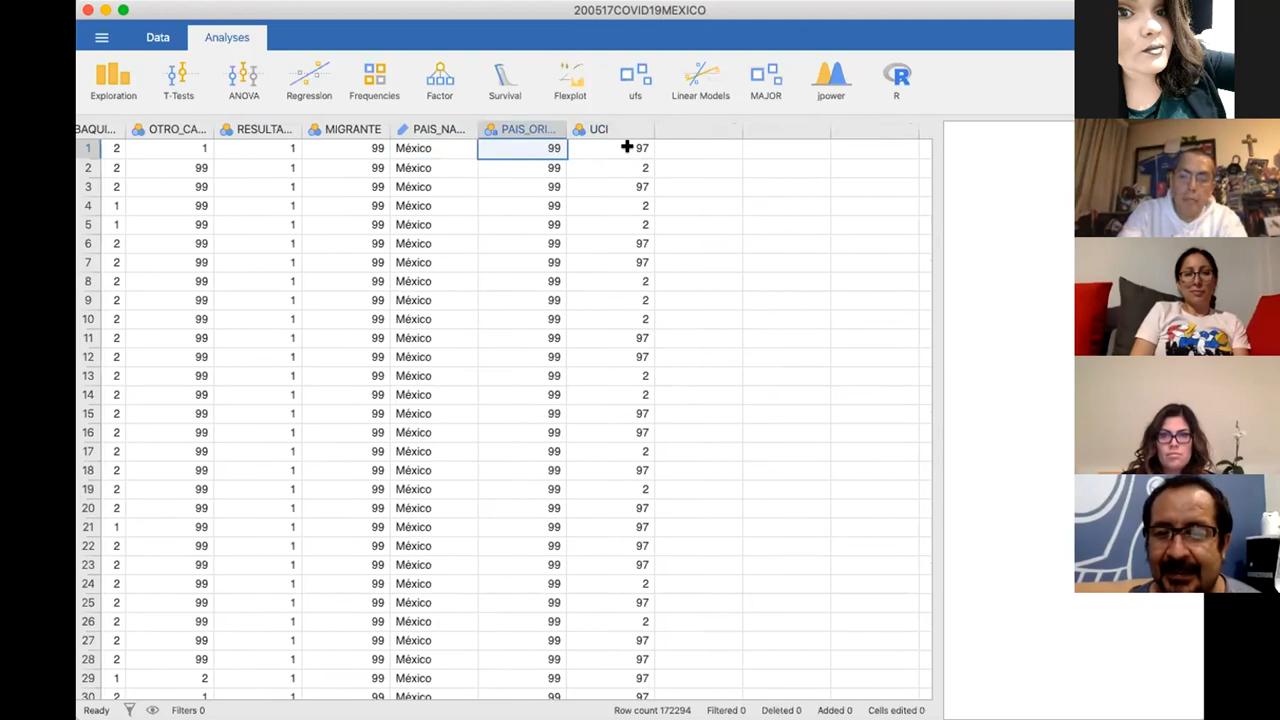 200517COVID19MEXICO
Data Analyses
Exploration T-Tests ANOVA Regression Frequencies Factor Survival Flexplot ufs Linear Models MAJOR jpower R
BAQUI... OTRO_CA... RESULTA... MIGRANTE PAIS_NA... PAIS_ORI... UCI
1 2 1 1 99 México 99 97
2 2 99 1 99 México 99 2
3 2 99 1 99 México 99 97
4 1 99 1 99 México 99 2
5 1 99 1 99 México 99 2
6 2 99 1 99 México 99 97
7 2 99 1 99 México 99 97
8 2 99 1 99 México 99 2
9 2 99 1 99 México 99 2
10 2 99 1 99 México 99 2
11 2 99 1 99 México 99 97
12 2 99 1 99 México 99 97
13 2 99 1 99 México 99 2
14 2 99 1 99 México 99 2
15 2 99 1 99 México 99 97
16 2 99 1 99 México 99 97
17 2 99 1 99 México 99 2
18 2 99 1 99 México 99 97
19 2 99 1 99 México 99 2
20 2 99 1 99 México 99 97
21 1 99 1 99 México 99 97
22 2 99 1 99 México 99 97
23 2 99 1 99 México 99 97
24 2 99 1 99 México 99 2
25 2 99 1 99 México 99 97
26 2 99 1 99 México 99 2
27 2 99 1 99 México 99 97
28 2 99 1 99 México 99 97
29 1 2 1 99 México 99 97
30 2 1 1 99 México 99 97
Ready Filters 0 Row count 172294 Filtered 0 Deleted 0 Added 0 Cells edited 0